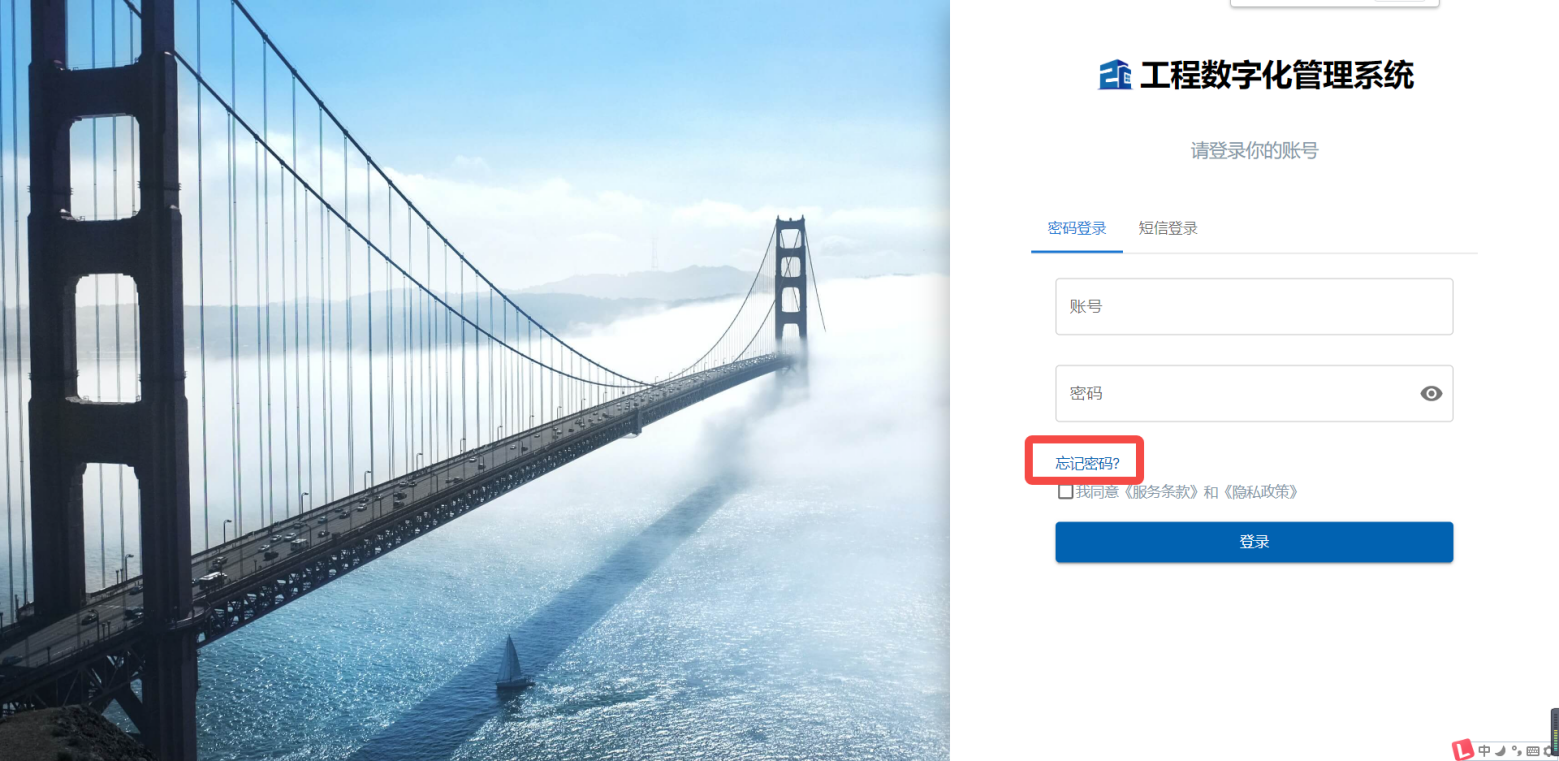 工程数字化管理系统
请登录你的账号
密码登录 短信登录
账号
密码
忘记密码?
我同意《服务条款》和《隐私政策》
登录
中